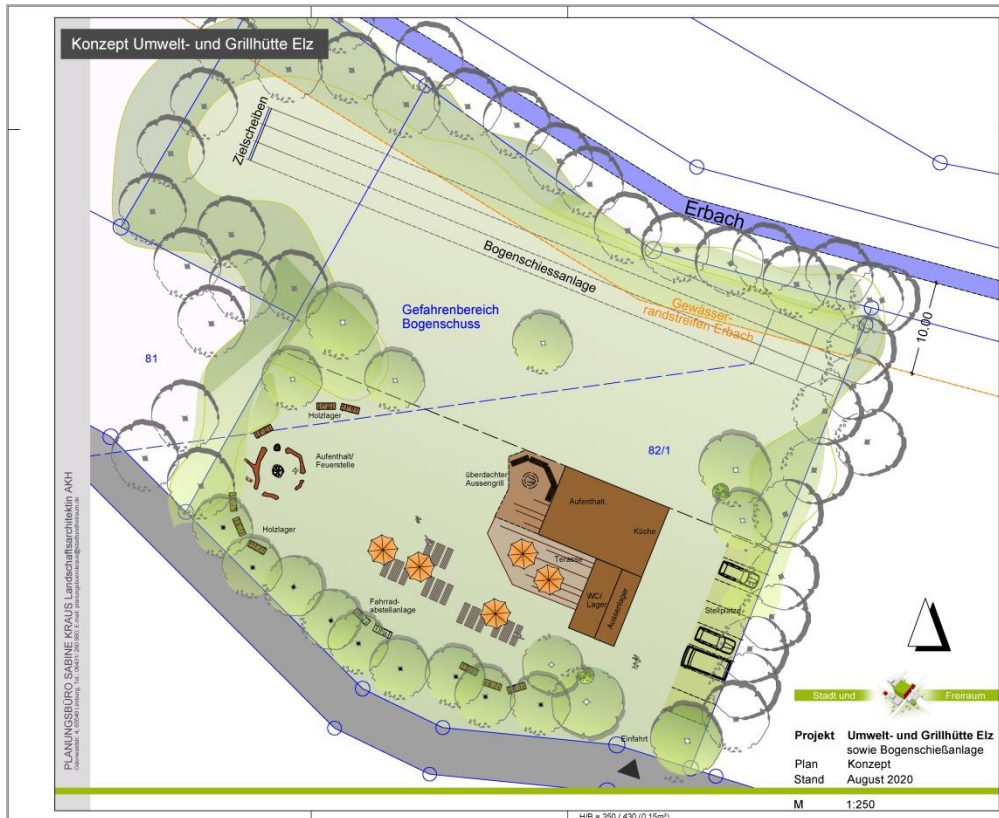 Konzept Umwelt- und Grillhütte Elz
Zielscheiben
Erbach
Bogenschiessanlage
Gefahrenbereich
Bogenschuss
Gewässer-
randstreifen Erbach
10.00
81
82/1
Holzlager
Aufenthalt/
Feuerstelle
überdachter
Aussengrill
Aufenthalt
Küche
Holzlager
Terasse
WC/
Lager
Aussenlager
Stellplätze
Fahrrad-
abstellanlage
Einfahrt
PLANUNGSBÜRO SABINE KRAUS Landschaftsarchitektin AKH
Stadt und Freiraum
Projekt Umwelt- und Grillhütte Elz
sowie Bogenschießanlage
Plan Konzept
Stand August 2020
M 1:250
H/B = 350 / 430 (0.15m²)